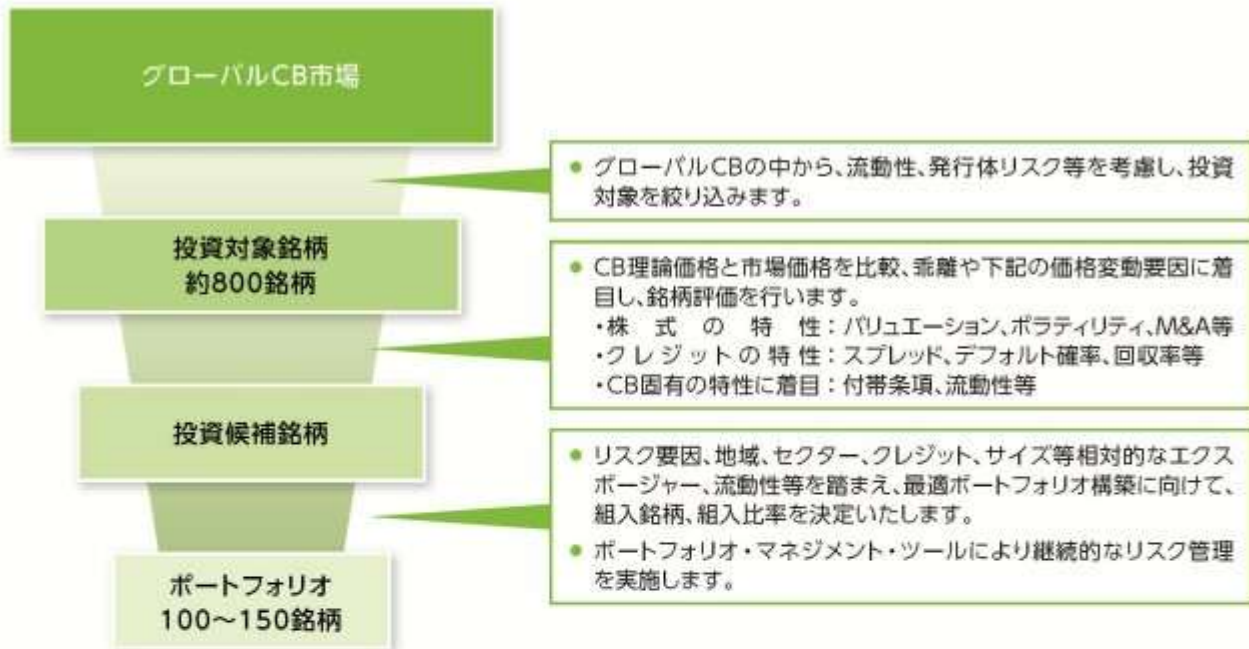 グローバルCB市場
● グローバルCBの中から、流動性、発行体リスク等を考慮し、投資
対象を絞り込みます。
投資対象銘柄
約800銘柄
● CB理論価格と市場価格を比較、乖離や下記の価格変動要因に着
目し、銘柄評価を行います。
・株式の特性：バリュエーション、ボラティリティ、M&A等
・クレジットの特性：スプレッド、デフォルト確率、回収率等
・CB固有の特性に着目：付帯条項、流動性等
投資候補銘柄
● リスク要因、地域、セクター、クレジット、サイズ等相対的なエクス
ポージャー、流動性等を踏まえ、最適ポートフォリオ構築に向けて、
組入銘柄、組入比率を決定いたします。
● ポートフォリオ・マネジメント・ツールにより継続的なリスク管理
を実施します。
ポートフォリオ
100～150銘柄